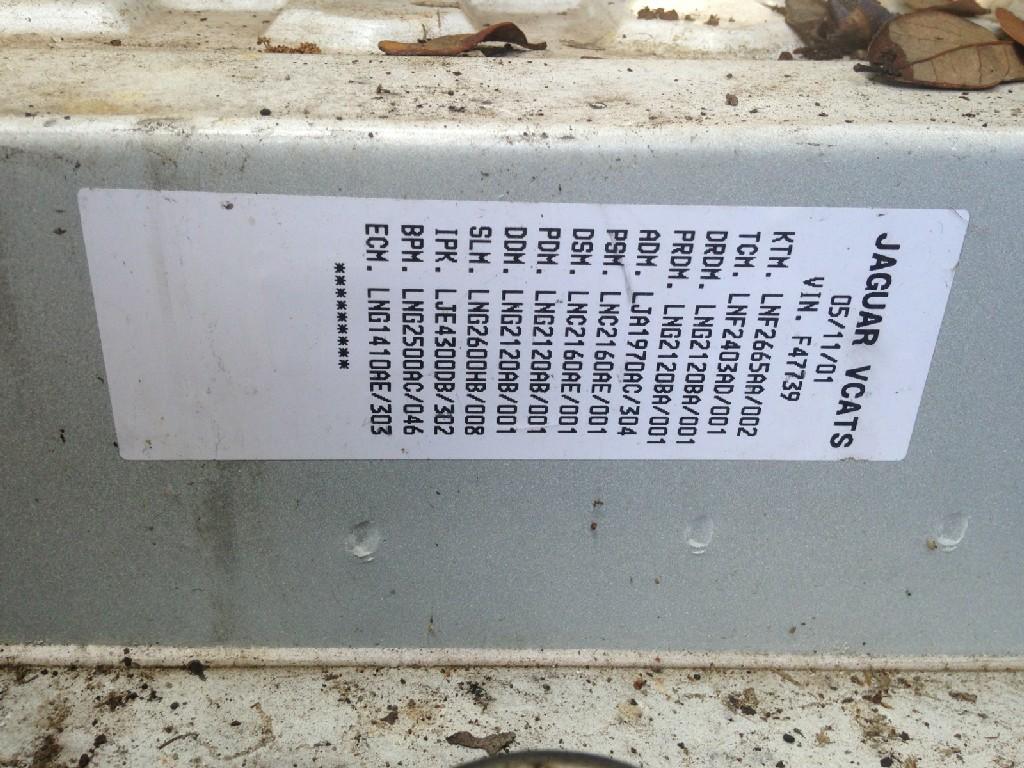 JAGUAR VCATS
05/11/01
VIN. F47739
KTM. LNF2665AA/002
TCM. LNF2403AD/001
DRDM. LNG2120BA/001
PRDM. LNG2120BA/001
ADM. LJA1970AC/304
PSM. LNC2160AE/001
DSM. LNC2160AE/001
PDM. LNG2120AB/001
DDM. LNG2120AB/001
SLM. LNG2600HB/008
IPK. LJE4300DB/302
BPM. LNG2500AC/046
ECM. LNG1410AE/303
**********